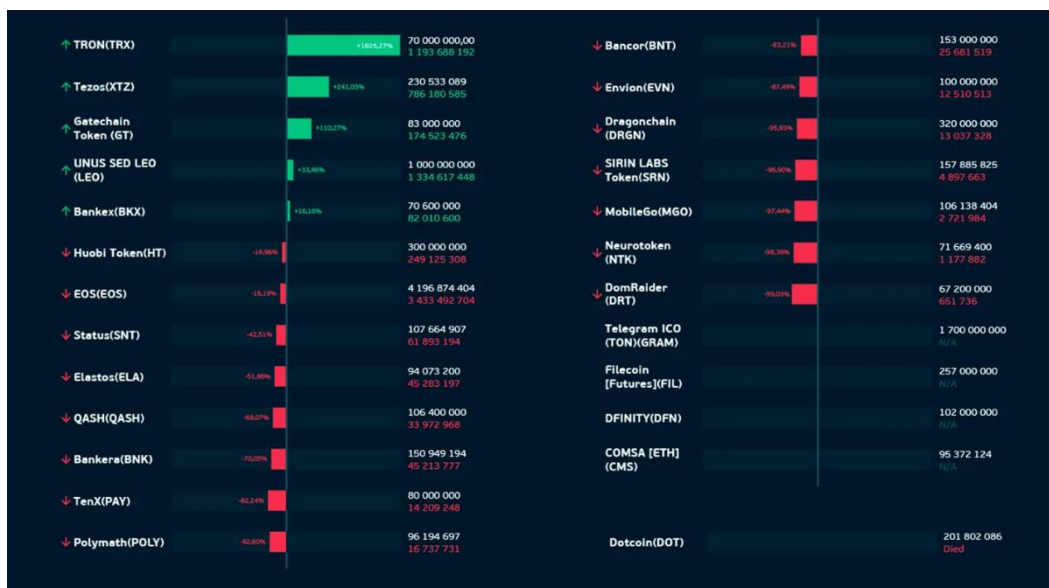 ↑ TRON(TRX) +1605,27% 70 000 000,00
1 193 688 192
↑ Tezos(XTZ) +241,03% 230 533 089
786 180 585
↑ Gatechain Token (GT) +110,27% 83 000 000
174 523 476
↑ UNUS SED LEO (LEO) +33,46% 1 000 000 000
1 334 617 448
↑ Bankex(BKX) +16,16% 70 600 000
82 010 600
↓ Huobi Token(HT) -16,96% 300 000 000
249 125 308
↓ EOS(EOS) -18,19% 4 196 874 404
3 433 492 704
↓ Status(SNT) -42,51% 107 664 907
61 893 194
↓ Elastos(ELA) -51,86% 94 073 200
45 283 197
↓ QASH(QASH) -68,07% 106 400 000
33 972 968
↓ Bankera(BNK) -70,05% 150 949 194
45 213 777
↓ TenX(PAY) -82,24% 80 000 000
14 209 248
↓ Polymath(POLY) -82,60% 96 194 697
16 737 731
↓ Bancor(BNT) -83,21% 153 000 000
25 681 519
↓ Envion(EVN) -87,49% 100 000 000
12 510 513
↓ Dragonchain (DRGN) -95,93% 320 000 000
13 037 328
↓ SIRIN LABS Token(SRN) -96,90% 157 885 825
4 897 663
↓ MobileGo(MGO) -97,44% 106 138 404
2 721 984
↓ Neurotoken (NTK) -98,36% 71 669 400
1 177 882
↓ DomRaider (DRT) -99,03% 67 200 000
651 736
Telegram ICO (TON)(GRAM) 1 700 000 000
N/A
Filecoin [Futures](FIL) 257 000 000
N/A
DFINITY(DFN) 102 000 000
N/A
COMSA [ETH] (CMS) 95 372 124
N/A
Dotcoin(DOT) 201 802 086
Died